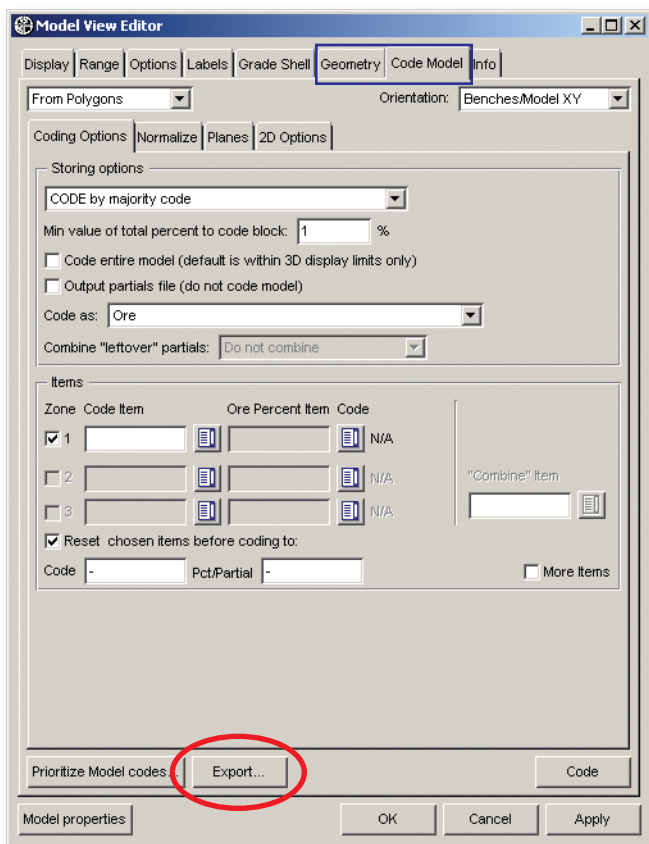 Model View Editor
Display Range Options Labels Grade Shell Geometry Code Model Info
From Polygons Orientation: Benches/Model XY
Coding Options Normalize Planes 2D Options
Storing options
CODE by majority code
Min value of total percent to code block: 1 %
Code entire model (default is within 3D display limits only)
Output partials file (do not code model)
Code as: Ore
Combine "leftover" partials: Do not combine
Items
Zone Code Item Ore Percent Item Code
1 N/A
2 N/A
"Combine" Item
3 N/A
Reset chosen items before coding to:
Code - Pct/Partial - More Items
Prioritize Model codes... Export... Code
Model properties OK Cancel Apply